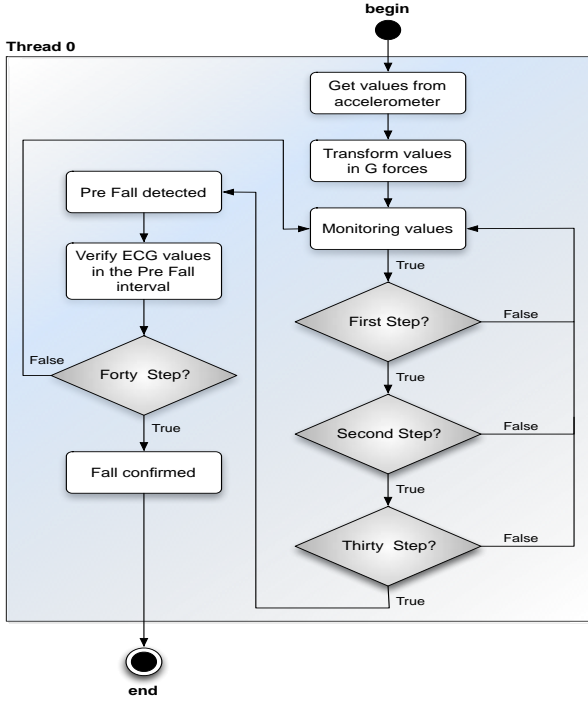 begin
Thread 0
Get values from
accelerometer
Transform values
in G forces
Monitoring values
True
First Step?
False
True
Second Step?
False
True
Thirty Step?
False
True
Pre Fall detected
Verify ECG values
in the Pre Fall
interval
Forty Step?
False
True
Fall confirmed
end